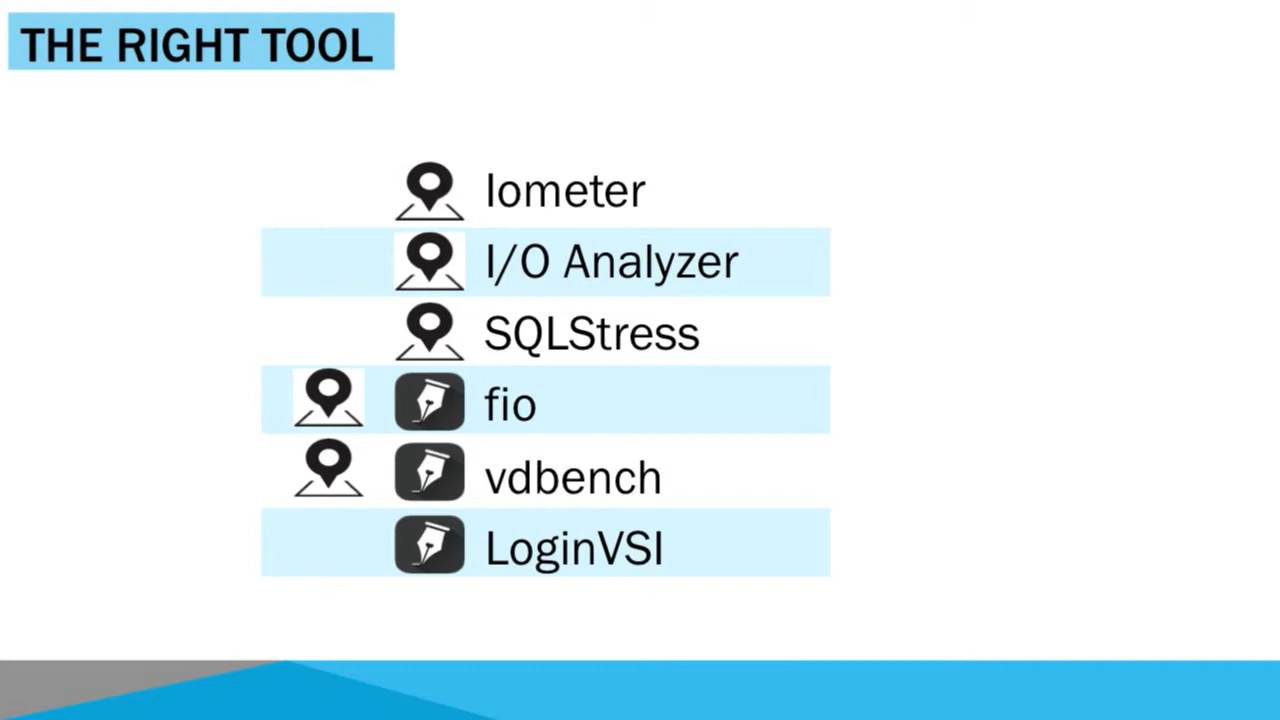 THE RIGHT TOOL
Iometer
I/O Analyzer
SQLStress
fio
vdbench
LoginVSI